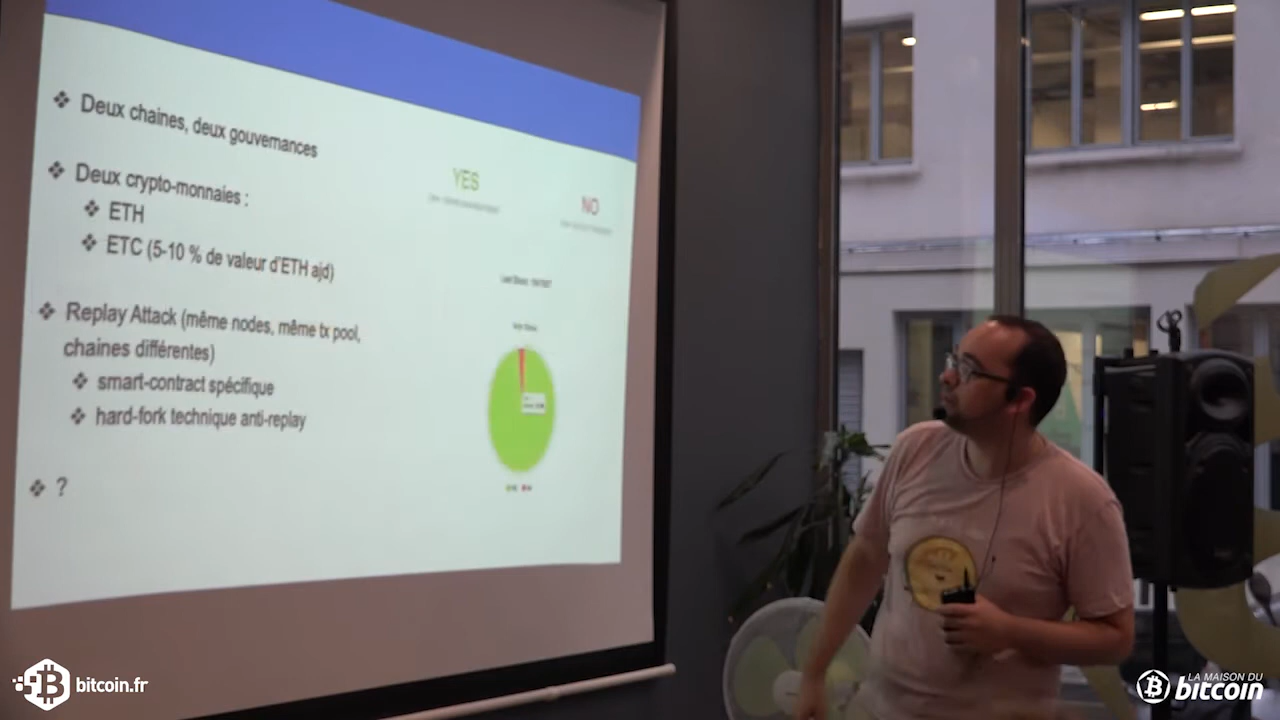 Deux chaines, deux gouvernances
Deux crypto-monnaies :
ETH
ETC (5-10 % de valeur d'ETH ajd)
Replay Attack (même nodes, même tx pool,
chaines différentes)
smart-contract spécifique
hard-fork technique anti-replay
?
YES
NO
bitcoin.fr
LA MAISON DU
bitcoin